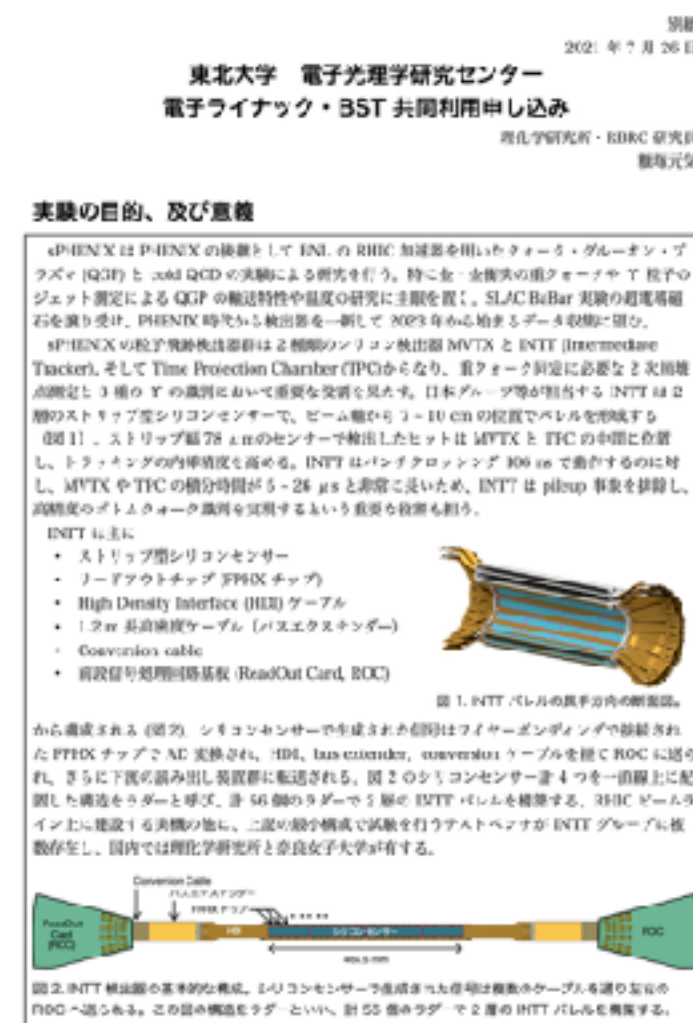 別紙
2021 年 7 月 26 日
東北大学 電子光理学研究センター
電子ライナック・BST 共同利用申し込み
理化学研究所・RBRC 研究員
糠塚元気
実験の目的、及び意義
sPHENIX は PHENIX の後継として BNL の RHIC 加速器を用いたクォーク・グルーオン・プ
ラズマ (QGP) と cold QCD の実験による研究を行う。特に金・金衝突の重クォークや Υ 粒子の
ジェット測定による QGP の輸送特性や温度の研究に主眼を置く。SLAC BaBar 実験の超電導磁
石を譲り受け、PHENIX 時代から検出器を一新して 2023 年から始まるデータ収集に望む。
sPHENIX の粒子飛跡検出器群は 2 種類のシリコン検出器 MVTX と INTT (Intermediate
Tracker)、そして Time Projection Chamber (TPC)からなり、重クォーク同定に必要な 2 次崩壊
点測定と 3 種の Υ の識別において重要な役割を果たす。日本グループ等が担当する INTT は 2
層のストリップ型シリコンセンサーで、ビーム軸から 7 – 10 cm の位置でバレルを形成する
(図 1) 。ストリップ幅 78 μm のセンサーで検出したヒットは MVTX と TPC の中間に位置
し、トラッキングの内挿精度を高める。INTT はバンチクロッシング 106 ns で動作するのに対
し、MVTX や TPC の積分時間が 5 – 26 μs と非常に長いため、INTT は pileup 事象を排除し、
高精度のボトムクォーク識別を実現するという重要な役割も担う。
INTT は主に
• ストリップ型シリコンセンサー
• リードアウトチップ (FPHX チップ)
• High Density Interface (HDI) ケーブル
• 1.2 m 長高密度ケーブル (バスエクステンダー)
• Conversion cable
• 前段信号処理回路基板 (ReadOut Card, ROC)
図 1. INTT バレルの長手方向の断面図。
から構成される (図2)。シリコンセンサーで生成された信号はワイヤーボンディングで接続され
た FPHX チップで AD 変換され、HDI、bus extender、conversion ケーブルを経て ROC に送ら
れ、さらに下流の読み出し装置群に転送される。図 2 のシリコンセンサー計 4 つを一直線上に配
置した構造をラダーと呼び、計 56 個のラダーで 2 層の INTT バレルを構築する。RHIC ビームラ
イン上に建設する実機の他に、上記の最小構成で試験を行うテストベンチが INTT グループに複
数存在し、国内では理化学研究所と奈良女子大学が有する。
Conversion Cable
バスエクステンダー
FPHX チップ
ReadOut
Card
(ROC)
HDI
シリコンセンサー
ROC
図 2. INTT 検出器の基本的な構成。シリコンセンサーで生成された信号は複数のケーブルを通り左右の
ROC へ送られる。この図の構造をラダーといい、計 56 個のラダーで 2 層の INTT バレルを構築する。